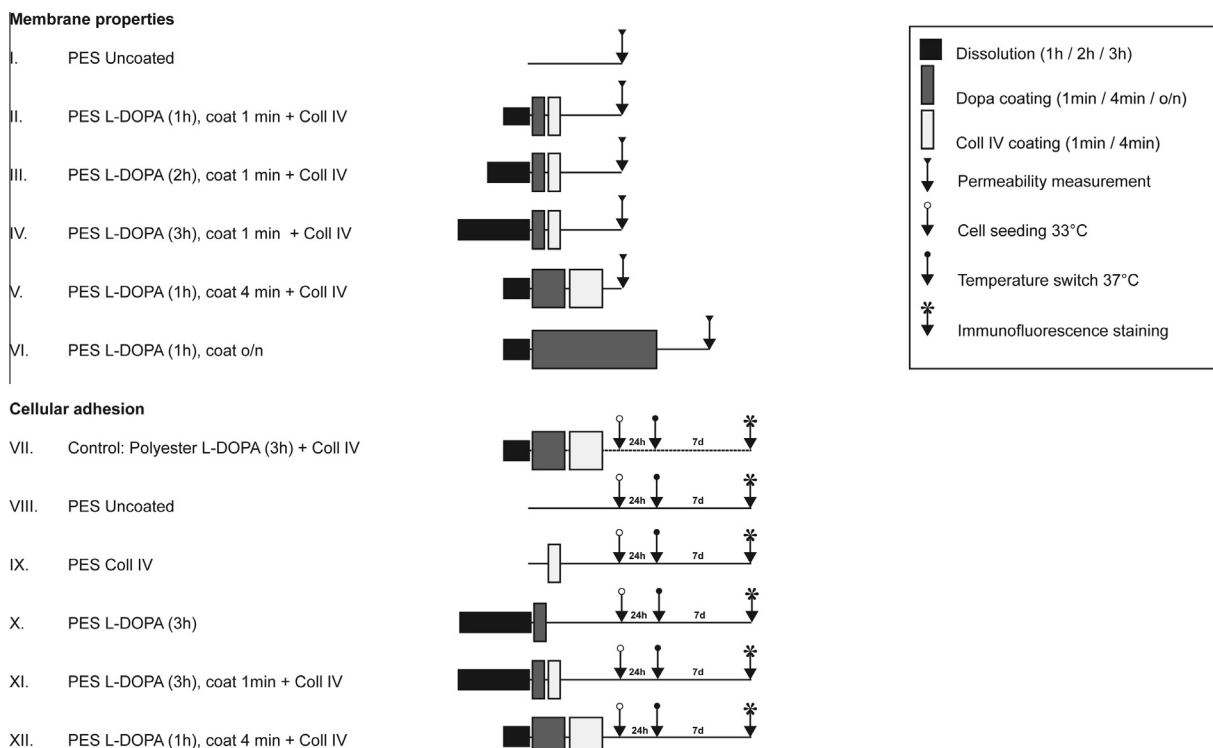 Membrane properties
I. PES Uncoated
II. PES L-DOPA (1h), coat 1 min + Coll IV
III. PES L-DOPA (2h), coat 1 min + Coll IV
IV. PES L-DOPA (3h), coat 1 min + Coll IV
V. PES L-DOPA (1h), coat 4 min + Coll IV
VI. PES L-DOPA (1h), coat o/n
Dissolution (1h / 2h / 3h)
Dopa coating (1min / 4min / o/n)
Coll IV coating (1min / 4min)
Permeability measurement
Cell seeding 33°C
Temperature switch 37°C
Immunofluorescence staining
Cellular adhesion
VII. Control: Polyester L-DOPA (3h) + Coll IV 24h 7d
VIII. PES Uncoated 24h 7d
IX. PES Coll IV 24h 7d
X. PES L-DOPA (3h) 24h 7d
XI. PES L-DOPA (3h), coat 1min + Coll IV 24h 7d
XII. PES L-DOPA (1h), coat 4 min + Coll IV 24h 7d